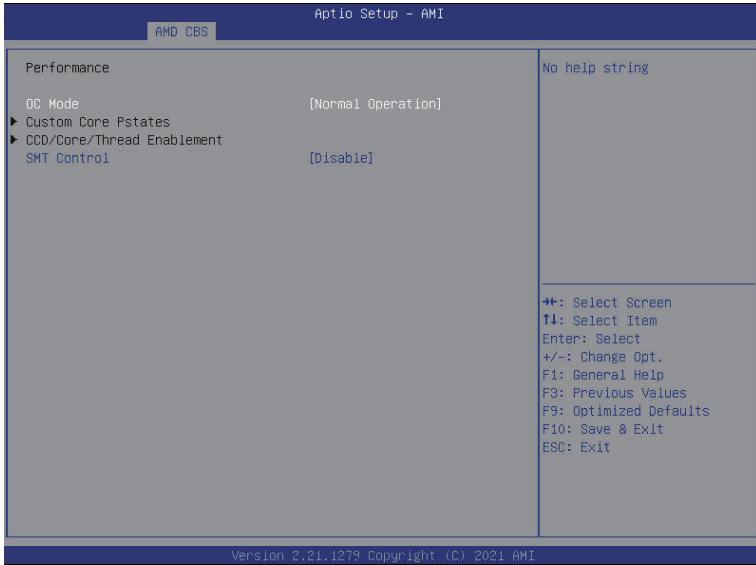 Aptio Setup - AMI
AMD CBS
Performance
OC Mode [Normal Operation]
Custom Core Pstates
CCD/Core/Thread Enablement
SMT Control [Disable]
No help string
→←: Select Screen
↑↓: Select Item
Enter: Select
+/-: Change Opt.
F1: General Help
F3: Previous Values
F9: Optimized Defaults
F10: Save & Exit
ESC: Exit
Version 2.21.1279 Copyright (C) 2021 AMI